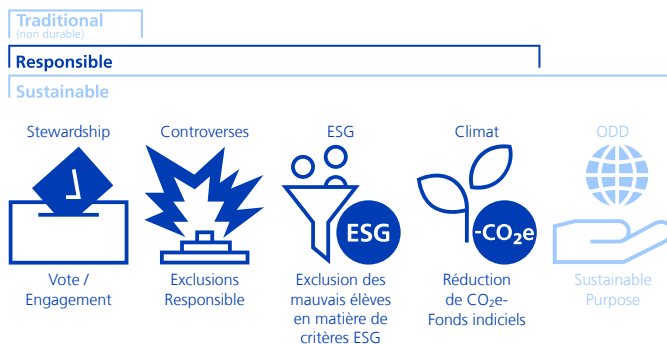 Traditional
(non durable)
Responsible
Sustainable
Stewardship
Controverses
ESG
Climat
ODD
ESG
-CO₂e
Vote /
Engagement
Exclusions
Responsible
Exclusion des
mauvais élèves
en matière de
critères ESG
Réduction
de CO₂e-
Fonds indiciels
Sustainable
Purpose